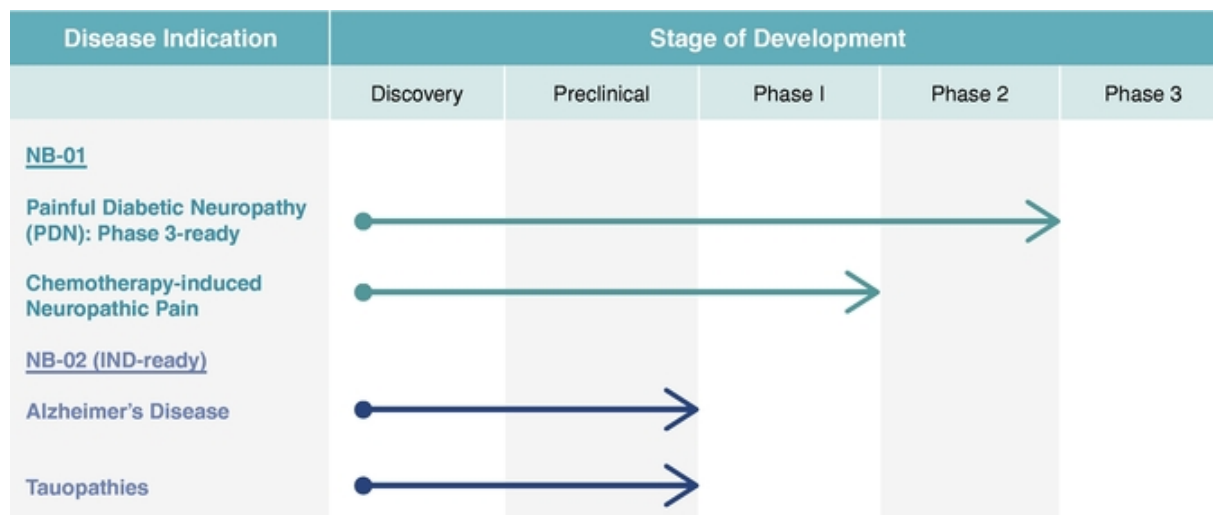 Disease Indication
Stage of Development
Discovery
Preclinical
Phase I
Phase 2
Phase 3
NB-01
Painful Diabetic Neuropathy
(PDN): Phase 3-ready
Chemotherapy-induced
Neuropathic Pain
NB-02 (IND-ready)
Alzheimer's Disease
Tauopathies